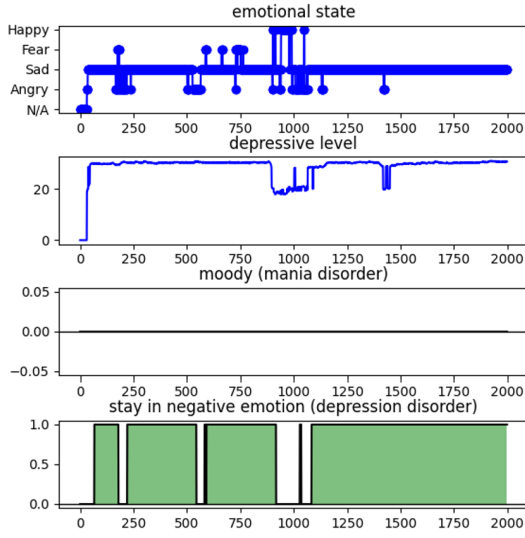 emotional state
Happy
Fear
Sad
Angry
N/A
0 250 500 750 1000 1250 1500 1750 2000
depressive level
20
0
0 250 500 750 1000 1250 1500 1750 2000
moody (mania disorder)
0.05
0.00
−0.05
0 250 500 750 1000 1250 1500 1750 2000
stay in negative emotion (depression disorder)
1.0
0.5
0.0
0 250 500 750 1000 1250 1500 1750 2000